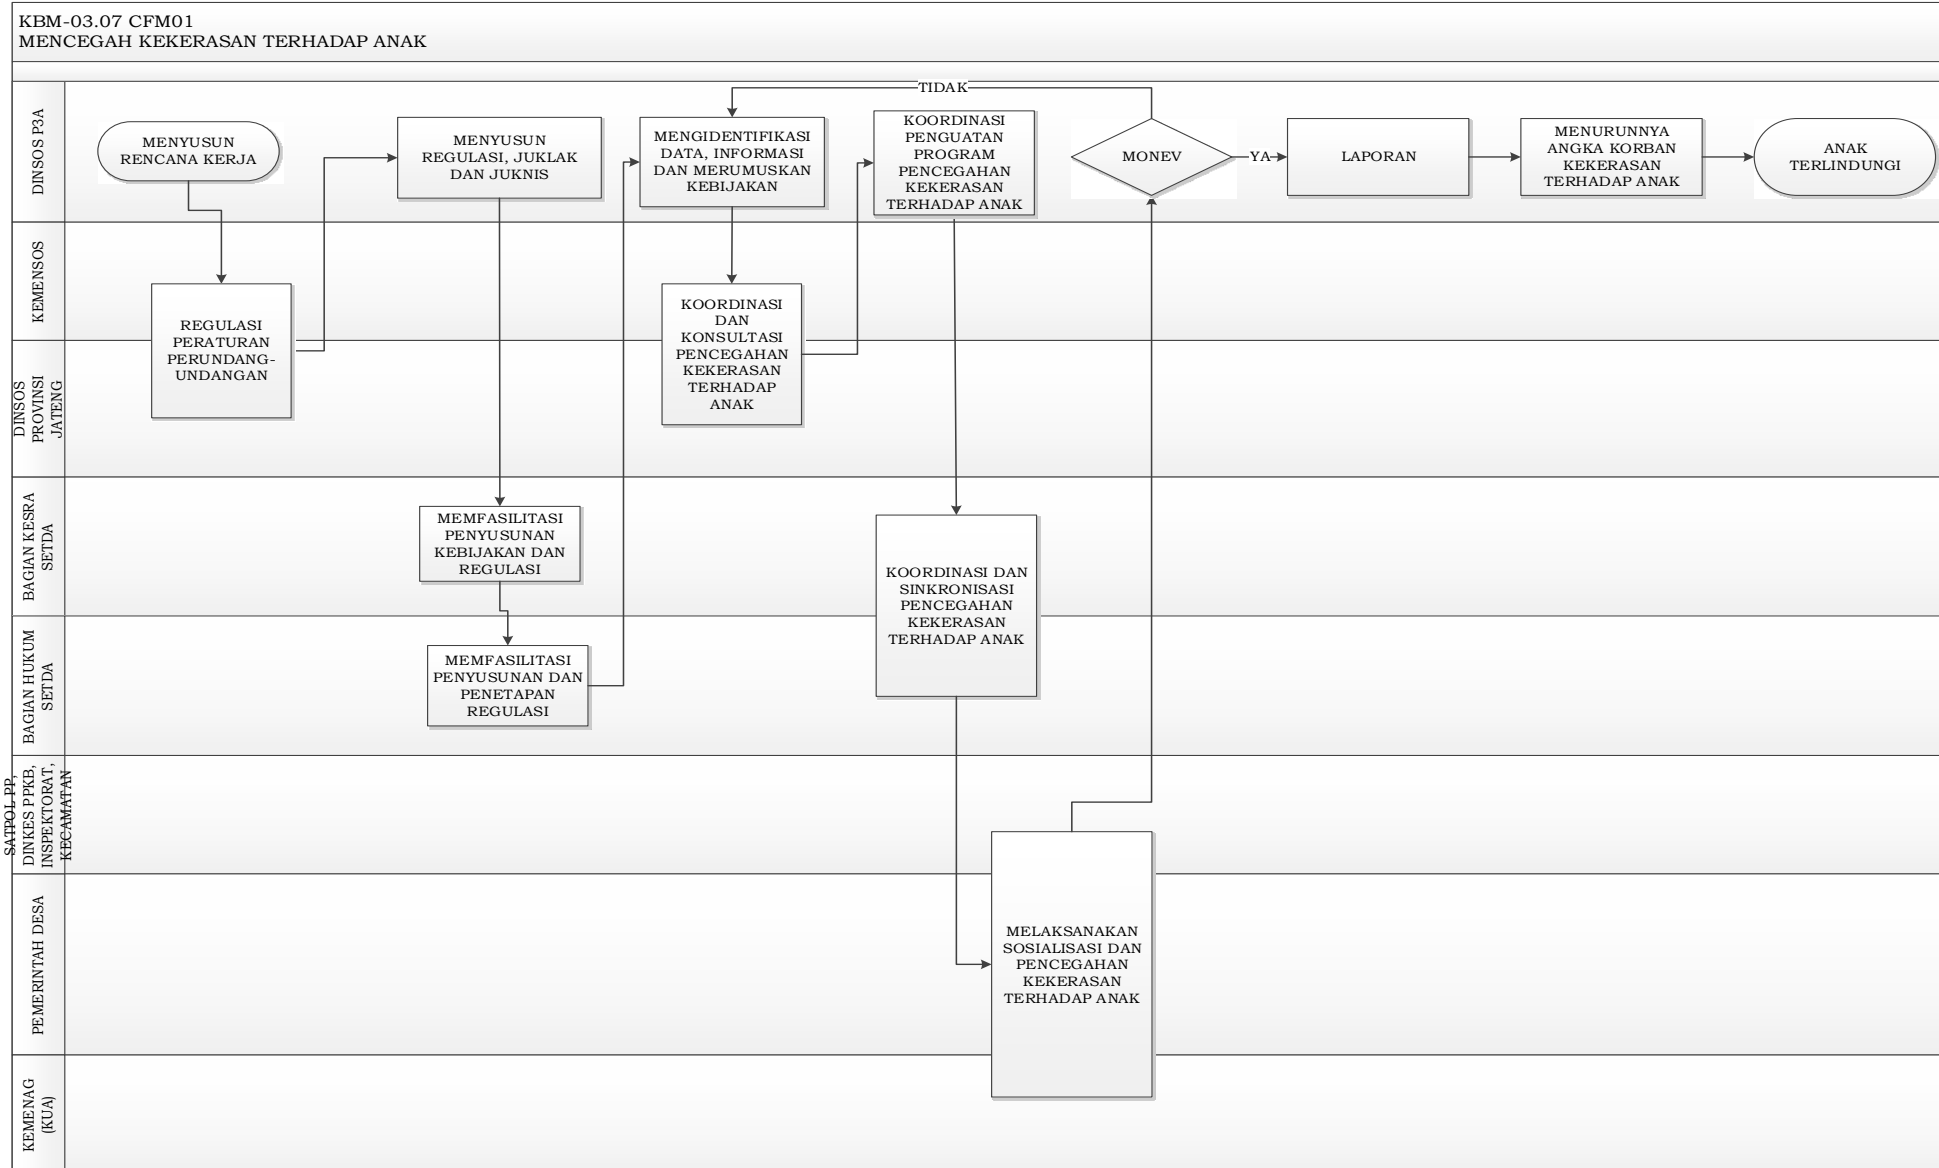 KBM-03.07 CFM01
MENCEGAH KEKERASAN TERHADAP ANAK
DINSOS P3A
MENYUSUN
RENCANA KERJA
MENYUSUN
REGULASI, JUKLAK
DAN JUKNIS
MENGIDENTIFIKASI
DATA, INFORMASI
DAN MERUMUSKAN
KEBIJAKAN
TIDAK
KOORDINASI
PENGUATAN
PROGRAM
PENCEGAHAN
KEKERASAN
TERHADAP ANAK
MONEV
YA
LAPORAN
MENURUNNYA
ANGKA KORBAN
KEKERASAN
TERHADAP ANAK
ANAK
TERLINDUNGI
KEMENSOS
REGULASI
PERATURAN
PERUNDANG-
UNDANGAN
KOORDINASI
DAN
KONSULTASI
PENCEGAHAN
KEKERASAN
TERHADAP
ANAK
DINSOS
PROVINSI
JATENG
BAGIAN KESRA
SETDA
MEMFASILITASI
PENYUSUNAN
KEBIJAKAN DAN
REGULASI
KOORDINASI DAN
SINKRONISASI
PENCEGAHAN
KEKERASAN
TERHADAP ANAK
BAGIAN HUKUM
SETDA
MEMFASILITASI
PENYUSUNAN DAN
PENETAPAN
REGULASI
SATPOL PP,
DINKES PPKB,
INSPEKTORAT,
KECAMATAN
PEMERINTAH DESA
MELAKSANAKAN
SOSIALISASI DAN
PENCEGAHAN
KEKERASAN
TERHADAP ANAK
KEMENAG
(KUA)